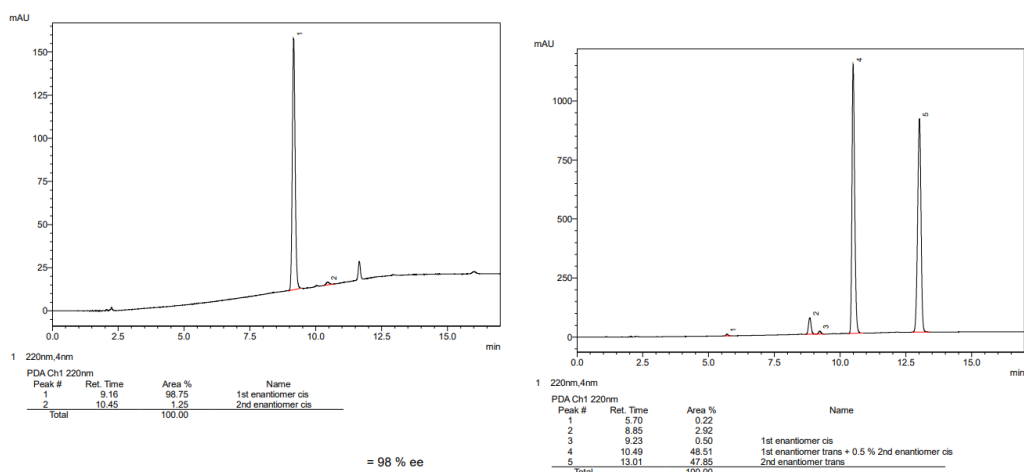 mAU
150
125
100
75
50
25
0
1
2
0.0 2.5 5.0 7.5 10.0 12.5 15.0
min
1 220nm,4nm
PDA Ch1 220nm
Peak # Ret. Time Area % Name
1 9.16 98.75 1st enantiomer cis
2 10.45 1.25 2nd enantiomer cis
Total 100.00
= 98 % ee
mAU
1000
750
500
250
0
1
2
3
4
5
0.0 2.5 5.0 7.5 10.0 12.5 15.0
min
1 220nm,4nm
PDA Ch1 220nm
Peak # Ret. Time Area % Name
1 5.70 0.22
2 8.85 2.92
3 9.23 0.50 1st enantiomer cis
4 10.49 48.51 1st enantiomer trans + 0.5 % 2nd enantiomer cis
5 13.01 47.85 2nd enantiomer trans
Total 100.00